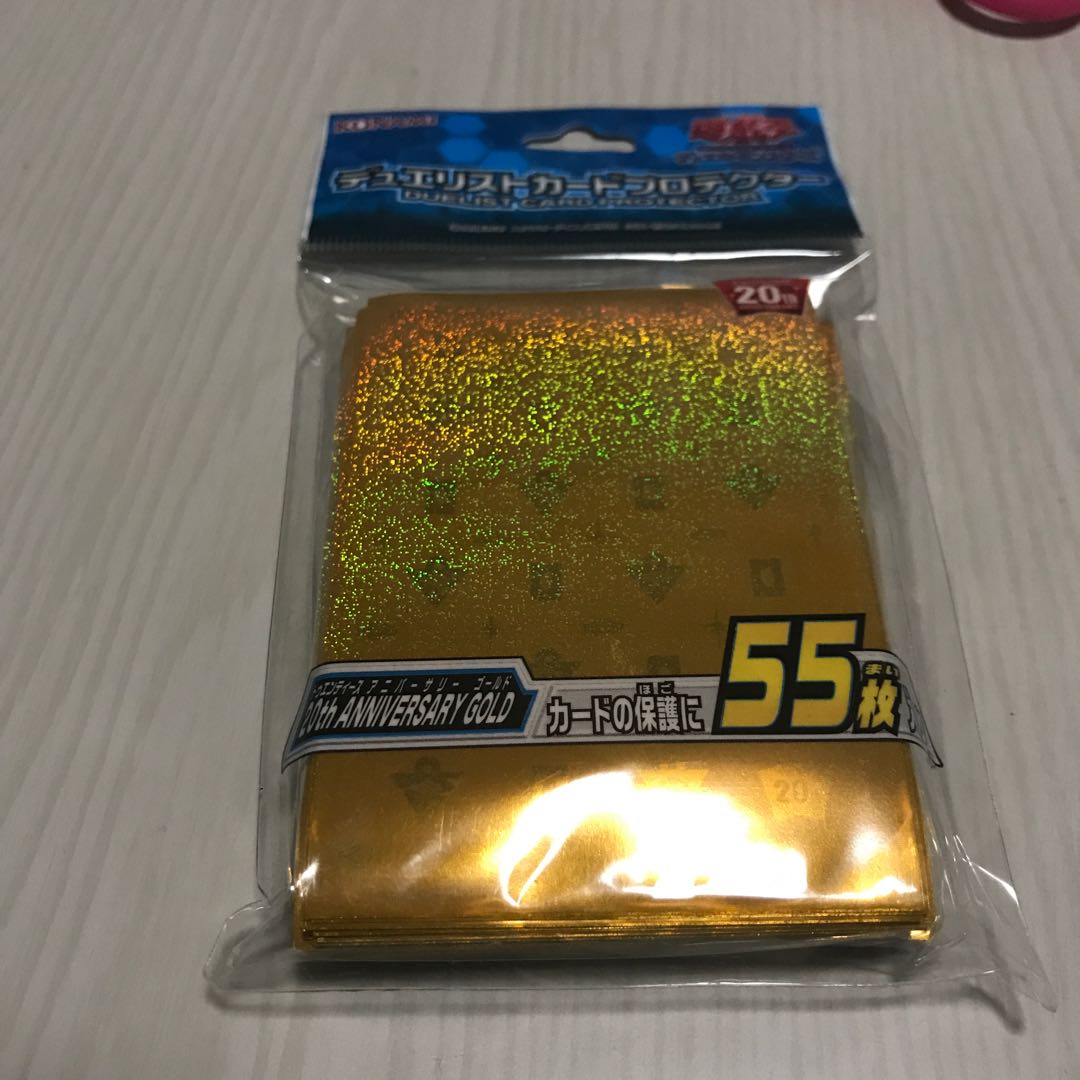 KONAMI
デュエリストカードプロテクター
DUELIST CARD PROTECTOR
20th
トゥエンティース アニバーサリー ゴールド
20th ANNIVERSARY GOLD
ほご
カードの保護に
55
まい
枚
20